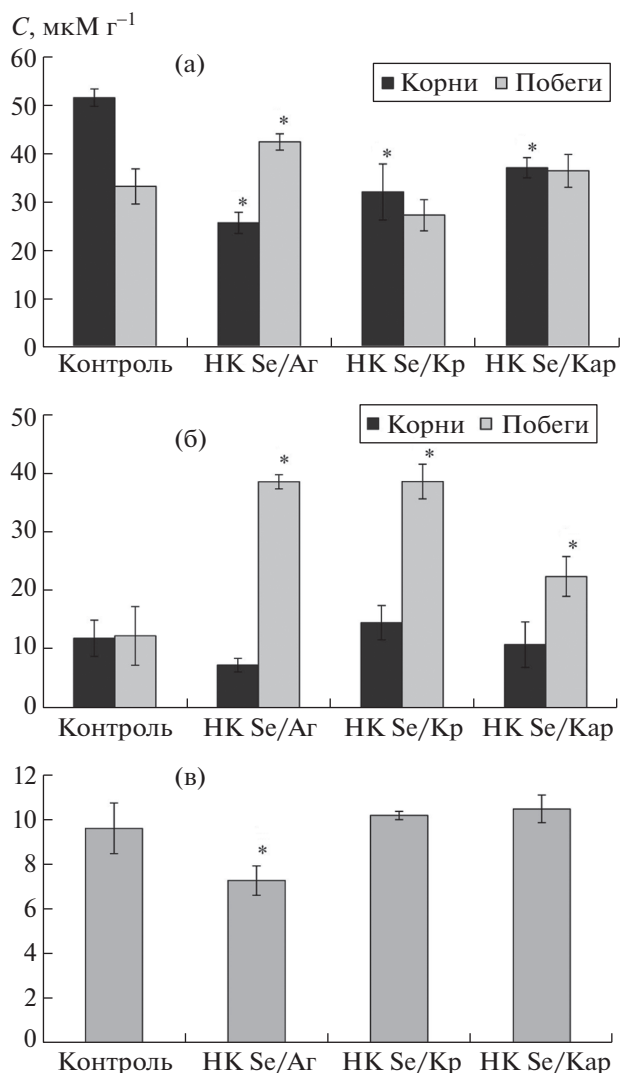 C, мкМ г⁻¹
60
(а)
Корни Побеги
50
40
30
20
10
0
* * * *
Контроль НК Se/Аг НК Se/Кр НК Se/Кар
50
(б)
Корни Побеги
40
30
20
10
0
* * *
Контроль НК Se/Аг НК Se/Кр НК Se/Кар
12
(в)
10
8
6
4
2
0
*
Контроль НК Se/Аг НК Se/Кр НК Se/Кар